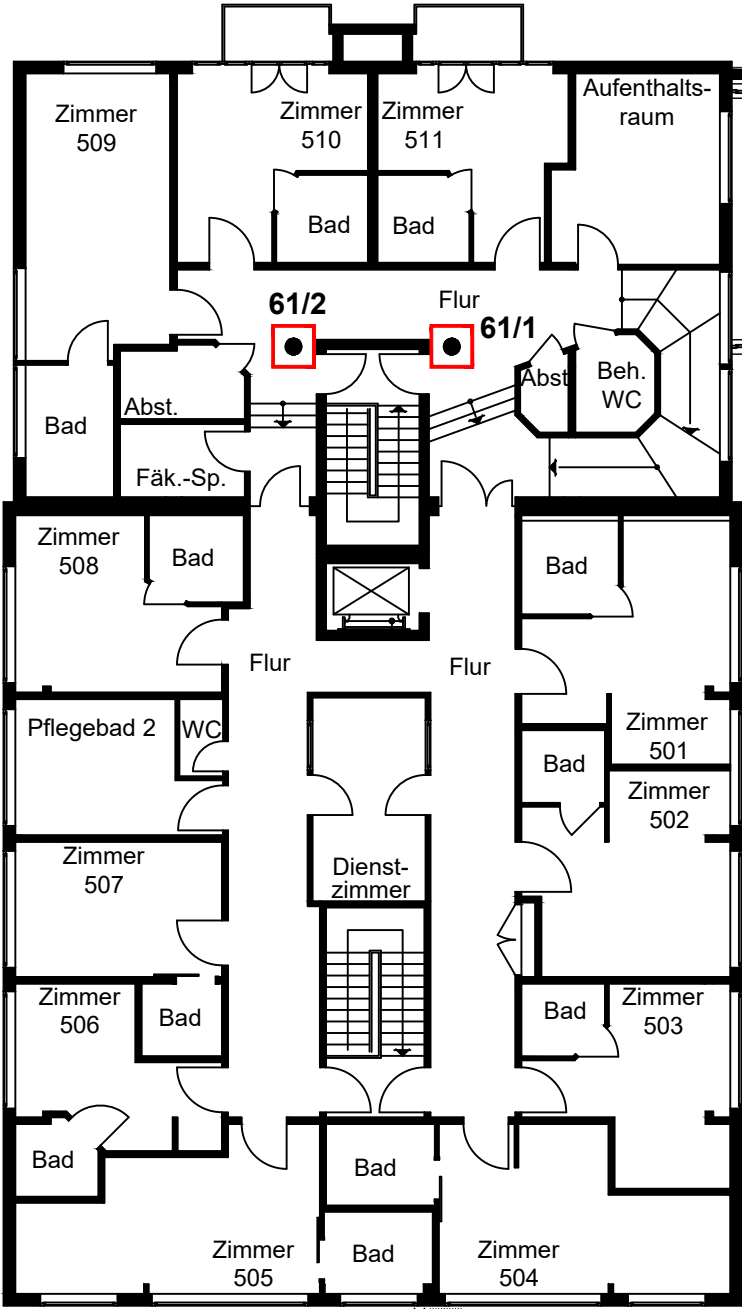 Zimmer
509
Zimmer
510
Zimmer
511
Aufenthalts-
raum
Bad
Bad
61/2
Flur
61/1
Bad
Abst.
Abst
Beh.
WC
Fäk.-Sp.
Zimmer
508
Bad
Bad
Flur
Flur
Pflegebad 2
WC
Zimmer
501
Bad
Zimmer
502
Zimmer
507
Dienst-
zimmer
Zimmer
506
Bad
Bad
Zimmer
503
Bad
Bad
Zimmer
505
Bad
Zimmer
504